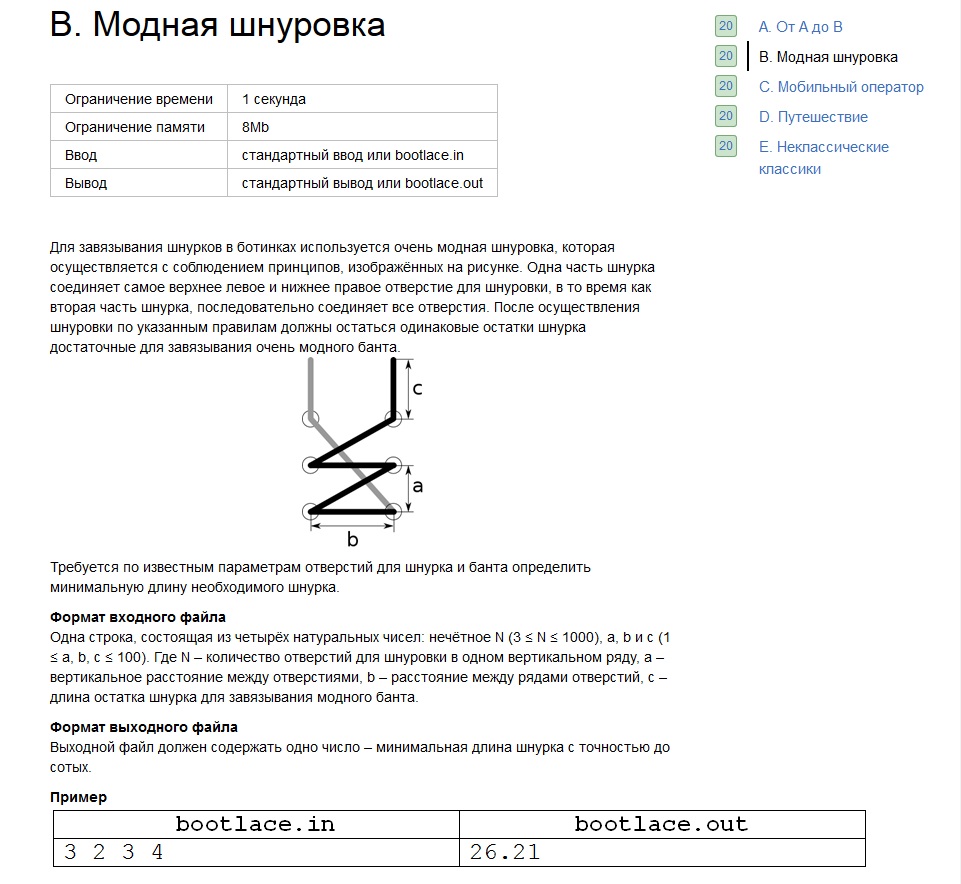 B. Модная шнуровка
Ограничение времени 1 секунда
Ограничение памяти 8Mb
Ввод стандартный ввод или bootlace.in
Вывод стандартный вывод или bootlace.out
20 A. От А до В
20 B. Модная шнуровка
20 C. Мобильный оператор
20 D. Путешествие
20 E. Неклассические
классики
Для завязывания шнурков в ботинках используется очень модная шнуровка, которая
осуществляется с соблюдением принципов, изображённых на рисунке. Одна часть шнурка
соединяет самое верхнее левое и нижнее правое отверстие для шнуровки, в то время как
вторая часть шнурка, последовательно соединяет все отверстия. После осуществления
шнуровки по указанным правилам должны остаться одинаковые остатки шнурка
достаточные для завязывания очень модного банта.
c
a
b
Требуется по известным параметрам отверстий для шнурка и банта определить
минимальную длину необходимого шнурка.
Формат входного файла
Одна строка, состоящая из четырёх натуральных чисел: нечётное N (3 ≤ N ≤ 1000), a, b и c (1
≤ a, b, c ≤ 100). Где N – количество отверстий для шнуровки в одном вертикальном ряду, a –
вертикальное расстояние между отверстиями, b – расстояние между рядами отверстий, c –
длина остатка шнурка для завязывания модного банта.
Формат выходного файла
Выходной файл должен содержать одно число – минимальная длина шнурка с точностью до
сотых.
Пример
bootlace.in bootlace.out
3 2 3 4 26.21